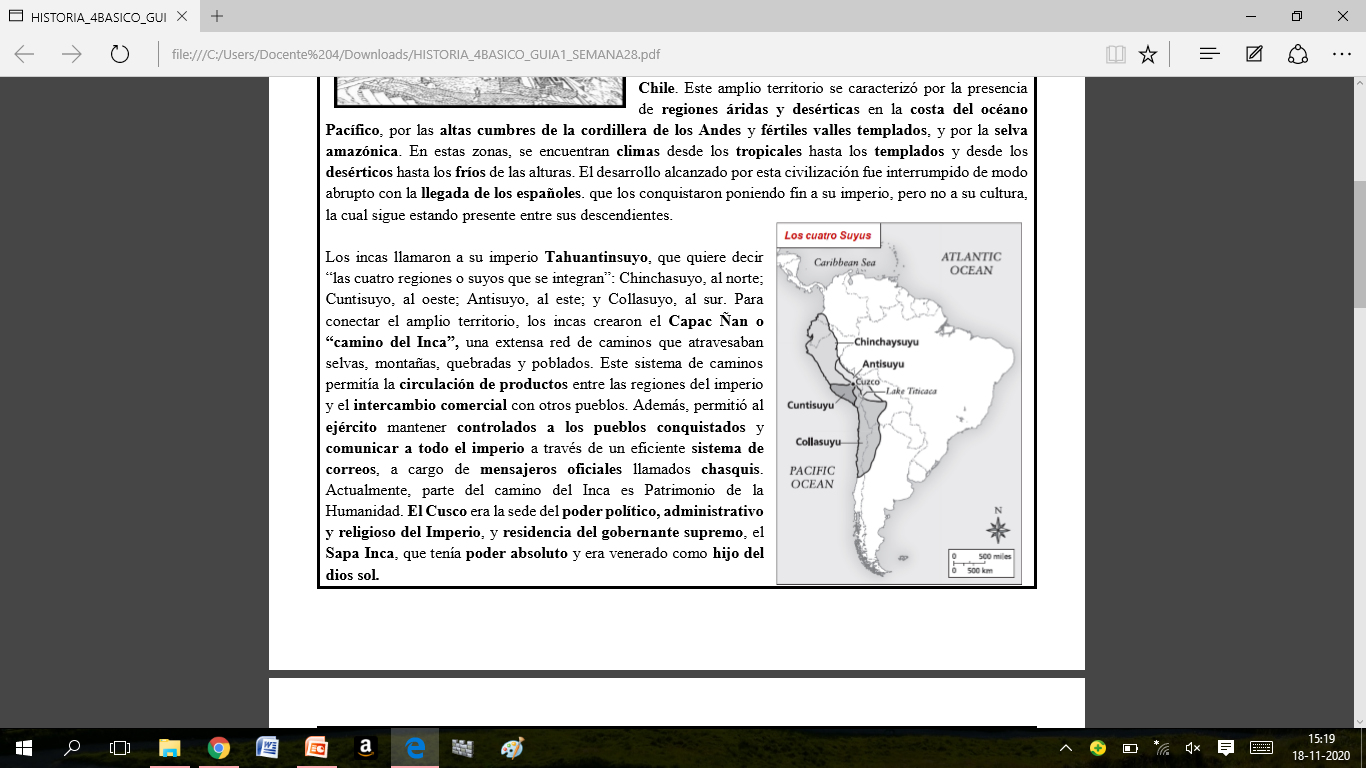 HISTORIA_4BASICO_GUI
file:///C:/Users/Docente%204/Downloads/HISTORIA_4BASICO_GUIA1_SEMANA28.pdf
Chile. Este amplio territorio se caracterizó por la presencia
de regiones áridas y desérticas en la costa del océano
Pacífico, por las altas cumbres de la cordillera de los Andes y fértiles valles templados, y por la selva
amazónica. En estas zonas, se encuentran climas desde los tropicales hasta los templados y desde los
desérticos hasta los fríos de las alturas. El desarrollo alcanzado por esta civilización fue interrumpido de modo
abrupto con la llegada de los españoles. que los conquistaron poniendo fin a su imperio, pero no a su cultura,
la cual sigue estando presente entre sus descendientes.
Los incas llamaron a su imperio Tahuantinsuyo, que quiere decir
“las cuatro regiones o suyos que se integran”: Chinchasuyo, al norte;
Cuntisuyo, al oeste; Antisuyo, al este; y Collasuyo, al sur. Para
conectar el amplio territorio, los incas crearon el Capac Ñan o
“camino del Inca”, una extensa red de caminos que atravesaban
selvas, montañas, quebradas y poblados. Este sistema de caminos
permitía la circulación de productos entre las regiones del imperio
y el intercambio comercial con otros pueblos. Además, permitió al
ejército mantener controlados a los pueblos conquistados y
comunicar a todo el imperio a través de un eficiente sistema de
correos, a cargo de mensajeros oficiales llamados chasquis.
Actualmente, parte del camino del Inca es Patrimonio de la
Humanidad. El Cusco era la sede del poder político, administrativo
y religioso del Imperio, y residencia del gobernante supremo, el
Sapa Inca, que tenía poder absoluto y era venerado como hijo del
dios sol.
Los cuatro Suyus
Caribbean Sea
ATLANTIC
OCEAN
Chinchaysuyu
Antisuyu
Cuzco
Lake Titicaca
Cuntisuyu
Collasuyu
PACIFIC
OCEAN
N
0 500 miles
0 500 km
15:19
18-11-2020